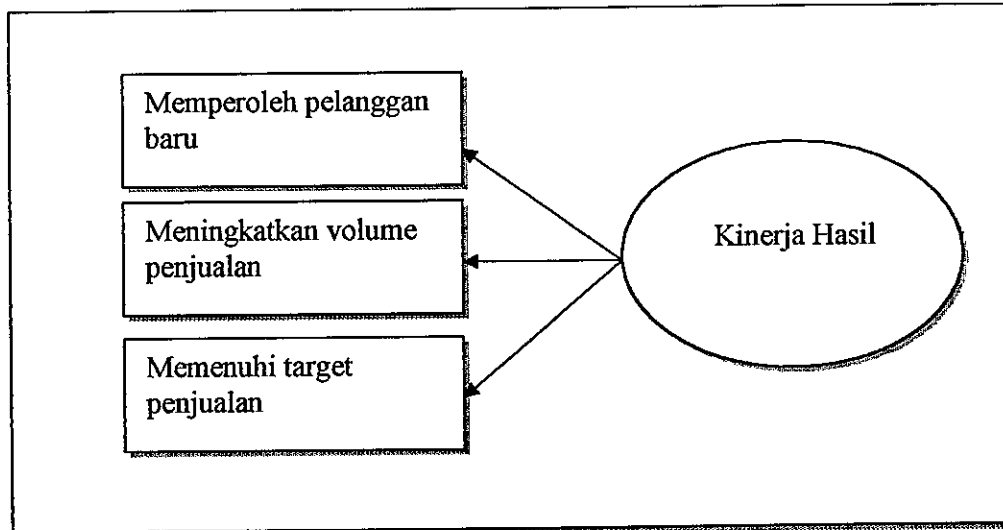 Memperoleh pelanggan
baru
Meningkatkan volume
penjualan
Kinerja Hasil
Memenuhi target
penjualan